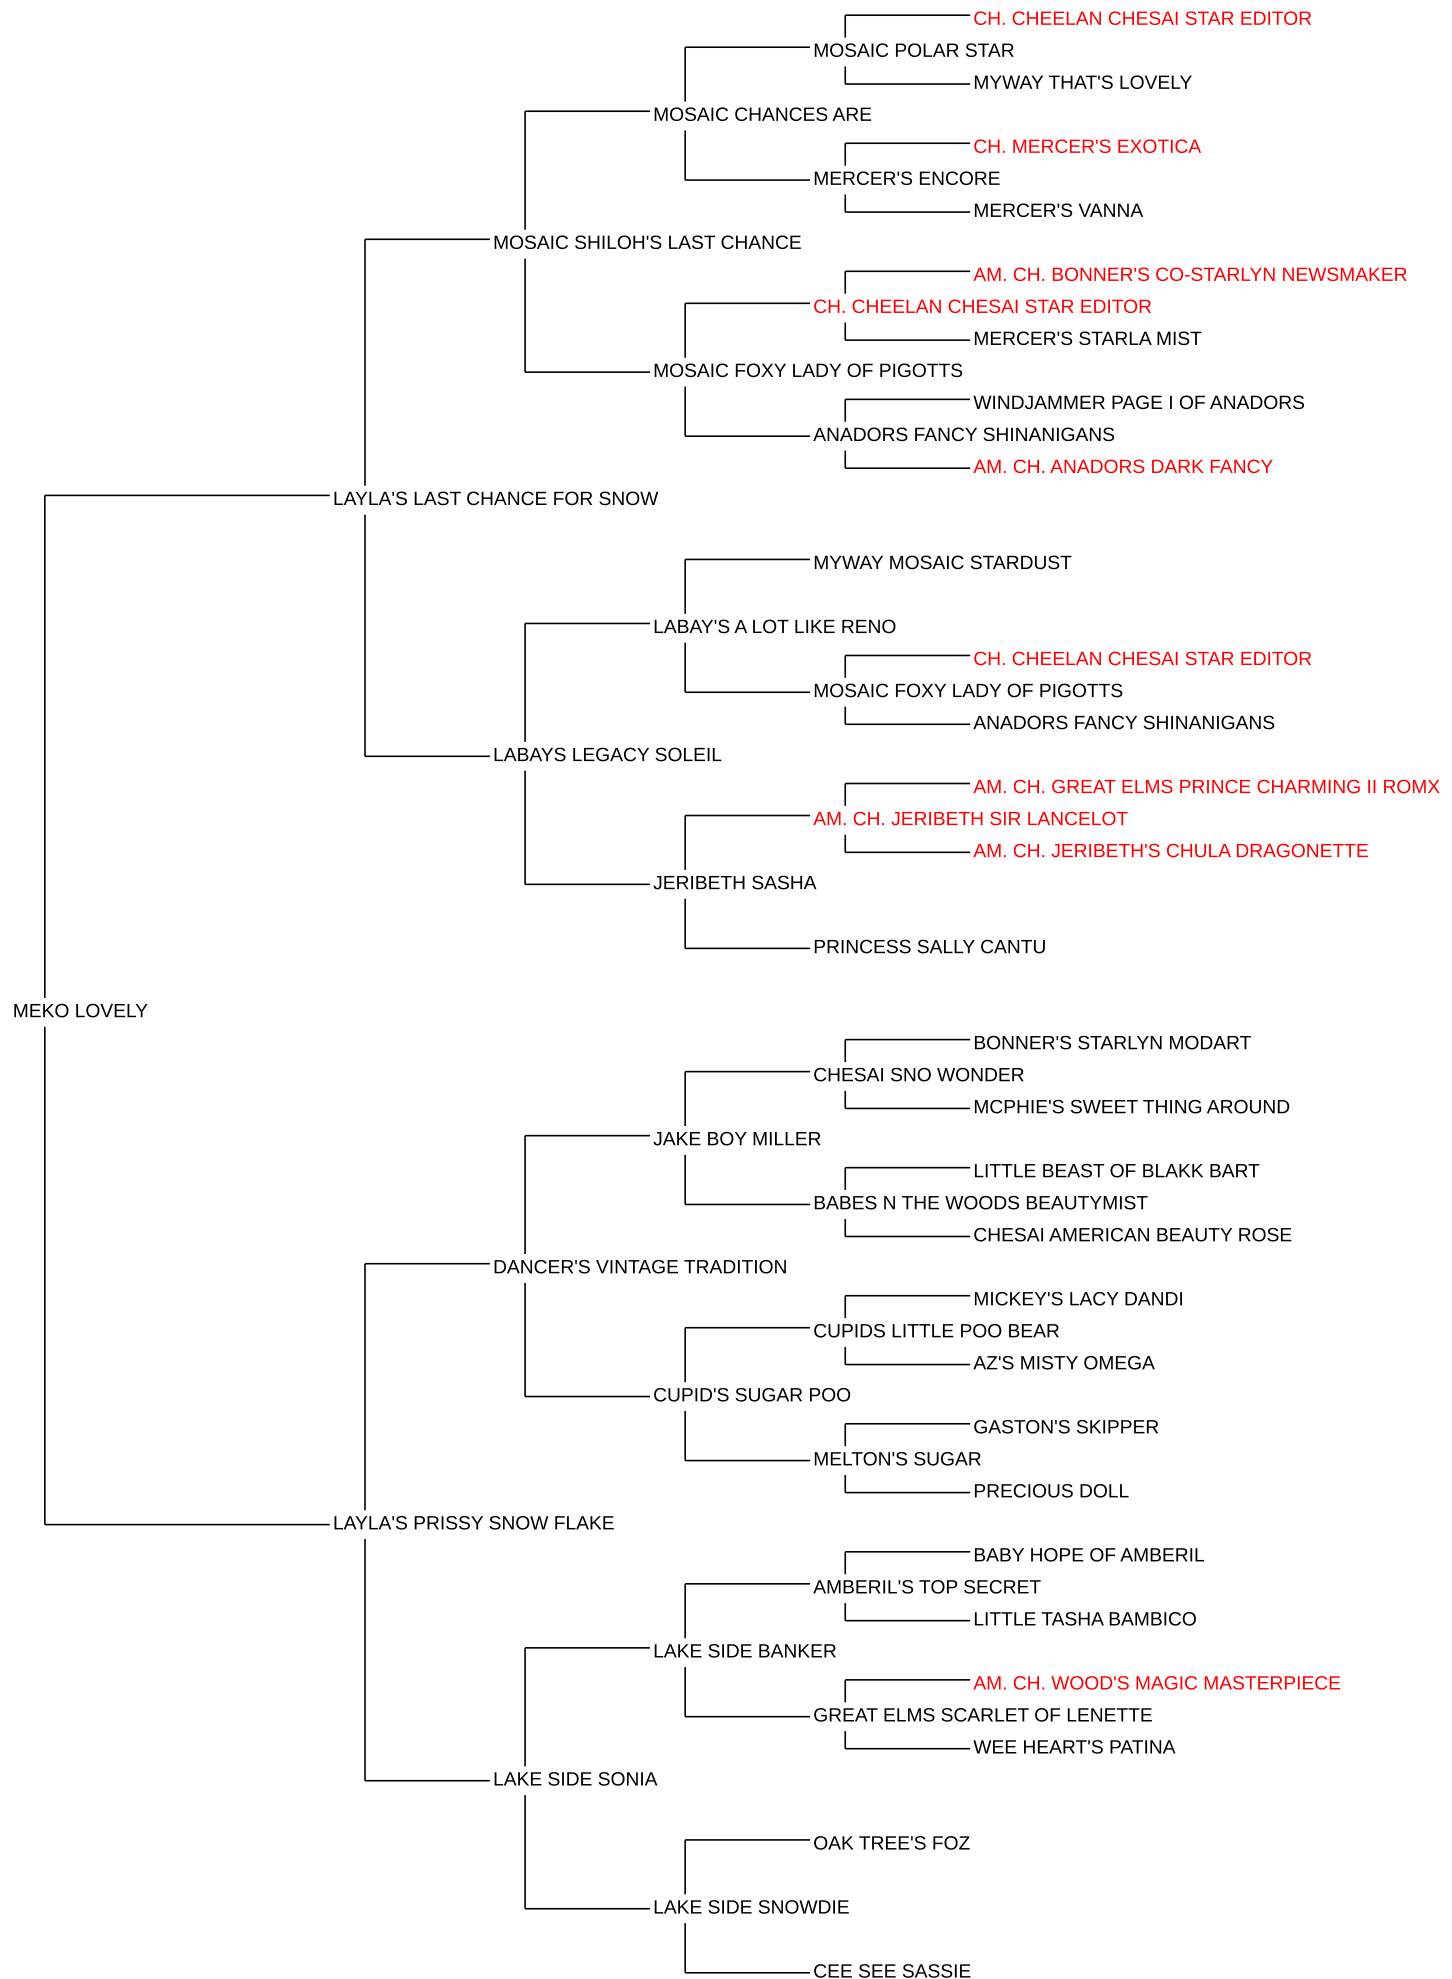 CH. CHEELAN CHESAI STAR EDITOR
MOSAIC POLAR STAR
MYWAY THAT'S LOVELY
MOSAIC CHANCES ARE
CH. MERCER'S EXOTICA
MERCER'S ENCORE
MERCER'S VANNA
MOSAIC SHILOH'S LAST CHANCE
AM. CH. BONNER'S CO-STARLYN NEWSMAKER
CH. CHEELAN CHESAI STAR EDITOR
MERCER'S STARLA MIST
MOSAIC FOXY LADY OF PIGOTTS
WINDJAMMER PAGE I OF ANADORS
ANADORS FANCY SHINANIGANS
AM. CH. ANADORS DARK FANCY
LAYLA'S LAST CHANCE FOR SNOW
MYWAY MOSAIC STARDUST
LABAY'S A LOT LIKE RENO
CH. CHEELAN CHESAI STAR EDITOR
MOSAIC FOXY LADY OF PIGOTTS
ANADORS FANCY SHINANIGANS
LABAYS LEGACY SOLEIL
AM. CH. GREAT ELMS PRINCE CHARMING II ROMX
AM. CH. JERIBETH SIR LANCELOT
AM. CH. JERIBETH'S CHULA DRAGONETTE
JERIBETH SASHA
PRINCESS SALLY CANTU
MEKO LOVELY
BONNER'S STARLYN MODART
CHESAI SNO WONDER
MCPHIE'S SWEET THING AROUND
JAKE BOY MILLER
LITTLE BEAST OF BLAKK BART
BABES N THE WOODS BEAUTYMIST
CHESAI AMERICAN BEAUTY ROSE
DANCER'S VINTAGE TRADITION
MICKEY'S LACY DANDI
CUPIDS LITTLE POO BEAR
AZ'S MISTY OMEGA
CUPID'S SUGAR POO
GASTON'S SKIPPER
MELTON'S SUGAR
PRECIOUS DOLL
LAYLA'S PRISSY SNOW FLAKE
BABY HOPE OF AMBERIL
AMBERIL'S TOP SECRET
LITTLE TASHA BAMBICO
LAKE SIDE BANKER
AM. CH. WOOD'S MAGIC MASTERPIECE
GREAT ELMS SCARLET OF LENETTE
WEE HEART'S PATINA
LAKE SIDE SONIA
OAK TREE'S FOZ
LAKE SIDE SNOWDIE
CEE SEE SASSIE